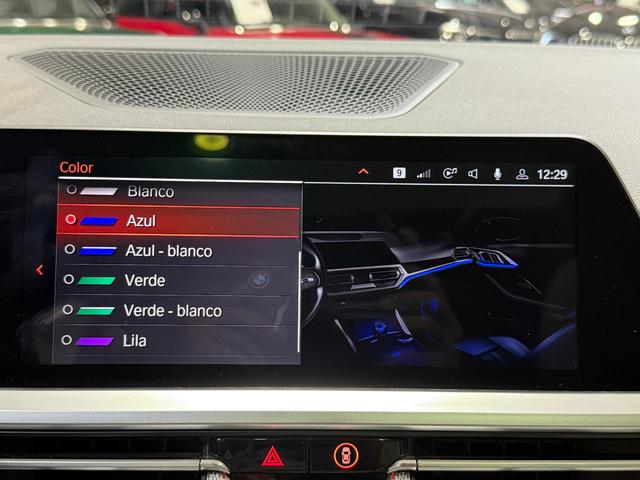 Color
9
12:29
Blanco
Azul
Azul - blanco
Verde
Verde - blanco
Lila